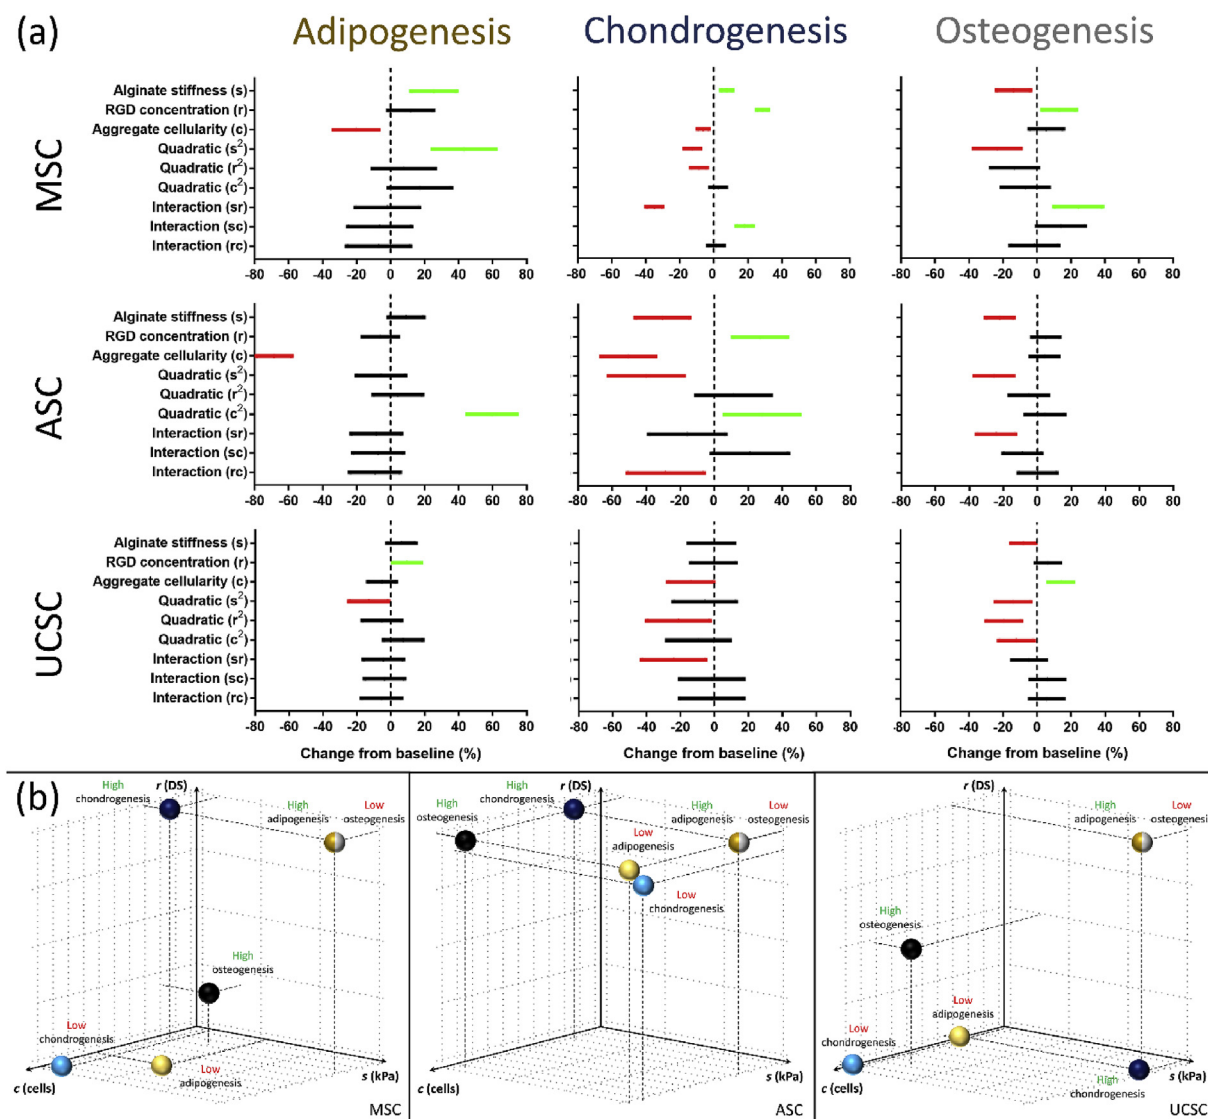 (a)
Adipogenesis
Chondrogenesis
Osteogenesis
MSC
Alginate stiffness (s)
RGD concentration (r)
Aggregate cellularity (c)
Quadratic (s²)
Quadratic (r²)
Quadratic (c²)
Interaction (sr)
Interaction (sc)
Interaction (rc)
-80 -60 -40 -20 0 20 40 60 80
-80 -60 -40 -20 0 20 40 60 80
-80 -60 -40 -20 0 20 40 60 80
ASC
Alginate stiffness (s)
RGD concentration (r)
Aggregate cellularity (c)
Quadratic (s²)
Quadratic (r²)
Quadratic (c²)
Interaction (sr)
Interaction (sc)
Interaction (rc)
-80 -60 -40 -20 0 20 40 60 80
-80 -60 -40 -20 0 20 40 60 80
-80 -60 -40 -20 0 20 40 60 80
UCSC
Alginate stiffness (s)
RGD concentration (r)
Aggregate cellularity (c)
Quadratic (s²)
Quadratic (r²)
Quadratic (c²)
Interaction (sr)
Interaction (sc)
Interaction (rc)
-80 -60 -40 -20 0 20 40 60 80
-80 -60 -40 -20 0 20 40 60 80
-80 -60 -40 -20 0 20 40 60 80
Change from baseline (%)
Change from baseline (%)
Change from baseline (%)
(b)
r (DS)
High
chondrogenesis
High
adipogenesis
Low
osteogenesis
High
osteogenesis
Low
chondrogenesis
Low
adipogenesis
c (cells)
s (kPa)
MSC
r (DS)
High
osteogenesis
High
chondrogenesis
High
adipogenesis
Low
osteogenesis
Low
adipogenesis
Low
chondrogenesis
c (cells)
s (kPa)
ASC
r (DS)
High
adipogenesis
Low
osteogenesis
High
osteogenesis
Low
adipogenesis
Low
chondrogenesis
High
chondrogenesis
c (cells)
s (kPa)
UCSC